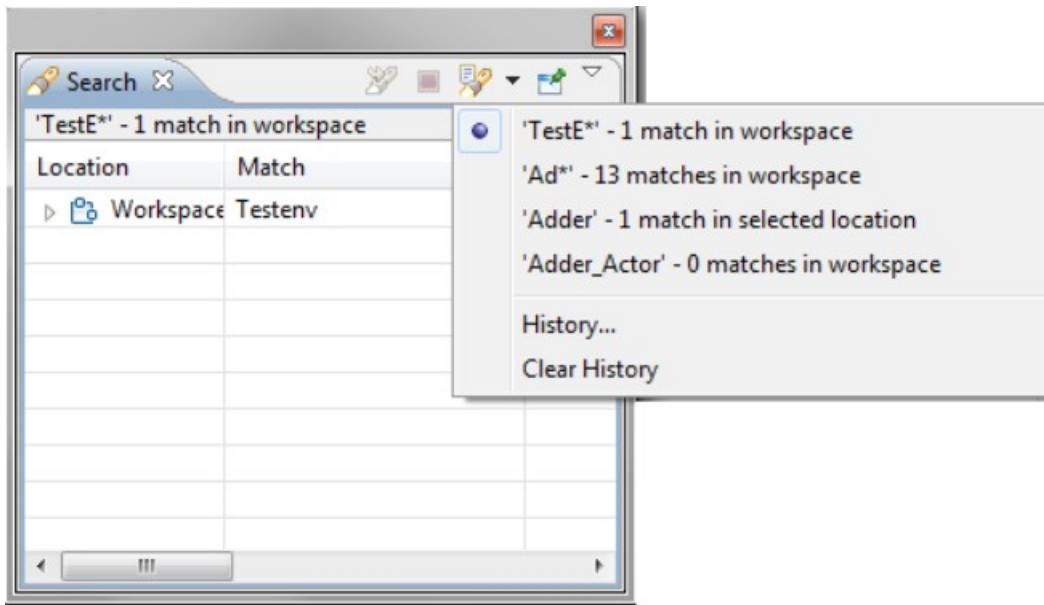 Search
'TestE*' - 1 match in workspace
Location Match
Workspace Testenv
'TestE*' - 1 match in workspace
'Ad*' - 13 matches in workspace
'Adder' - 1 match in selected location
'Adder_Actor' - 0 matches in workspace
History...
Clear History